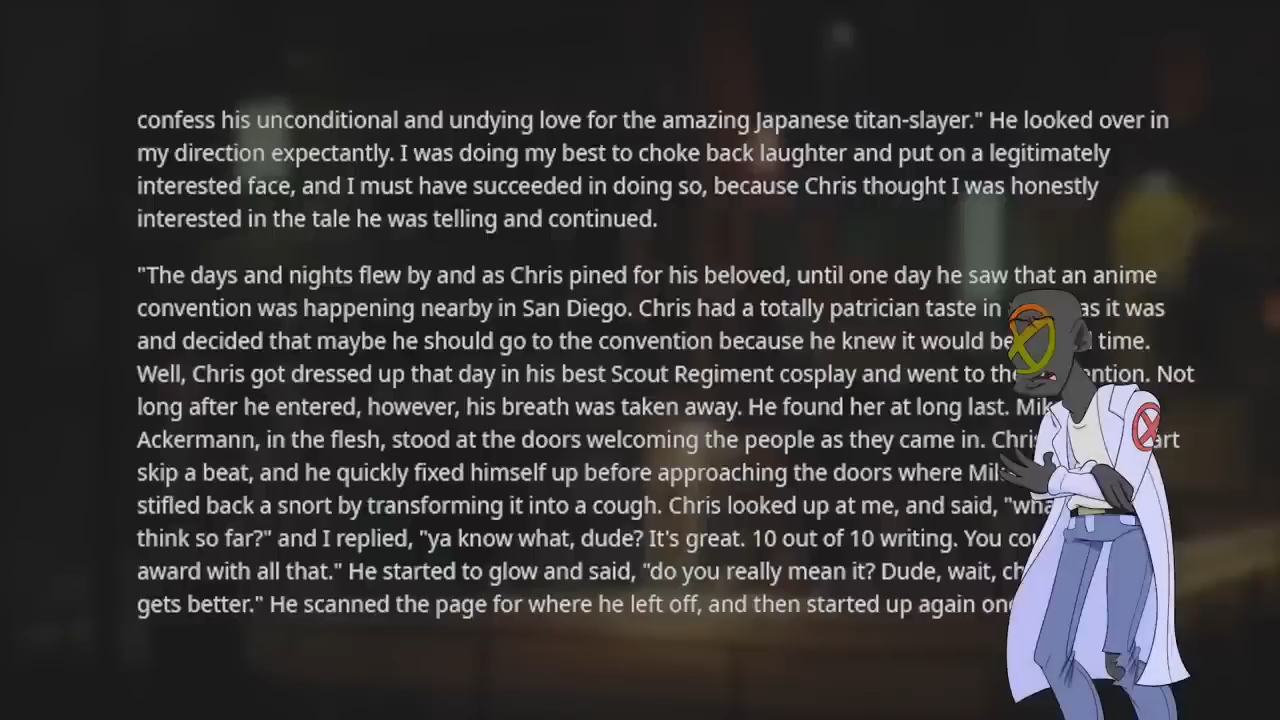 confess his unconditional and undying love for the amazing Japanese titan-slayer." He looked over in
my direction expectantly. I was doing my best to choke back laughter and put on a legitimately
interested face, and I must have succeeded in doing so, because Chris thought I was honestly
interested in the tale he was telling and continued.
"The days and nights flew by and as Chris pined for his beloved, until one day he saw that an anime
convention was happening nearby in San Diego. Chris had a totally patrician taste in as it was
and decided that maybe he should go to the convention because he knew it would be time.
Well, Chris got dressed up that day in his best Scout Regiment cosplay and went to the Not
long after he entered, however, his breath was taken away. He found her at long last.
Ackermann, in the flesh, stood at the doors welcoming the people as they came in.
skip a beat, and he quickly fixed himself up before approaching the doors where
stifled back a snort by transforming it into a cough. Chris looked up at me, and said,
think so far?" and I replied, "ya know what, dude? It's great. 10 out of 10 writing. You
award with all that." He started to glow and said, "do you really mean it? Dude, wait,
gets better." He scanned the page for where he left off, and then started up again